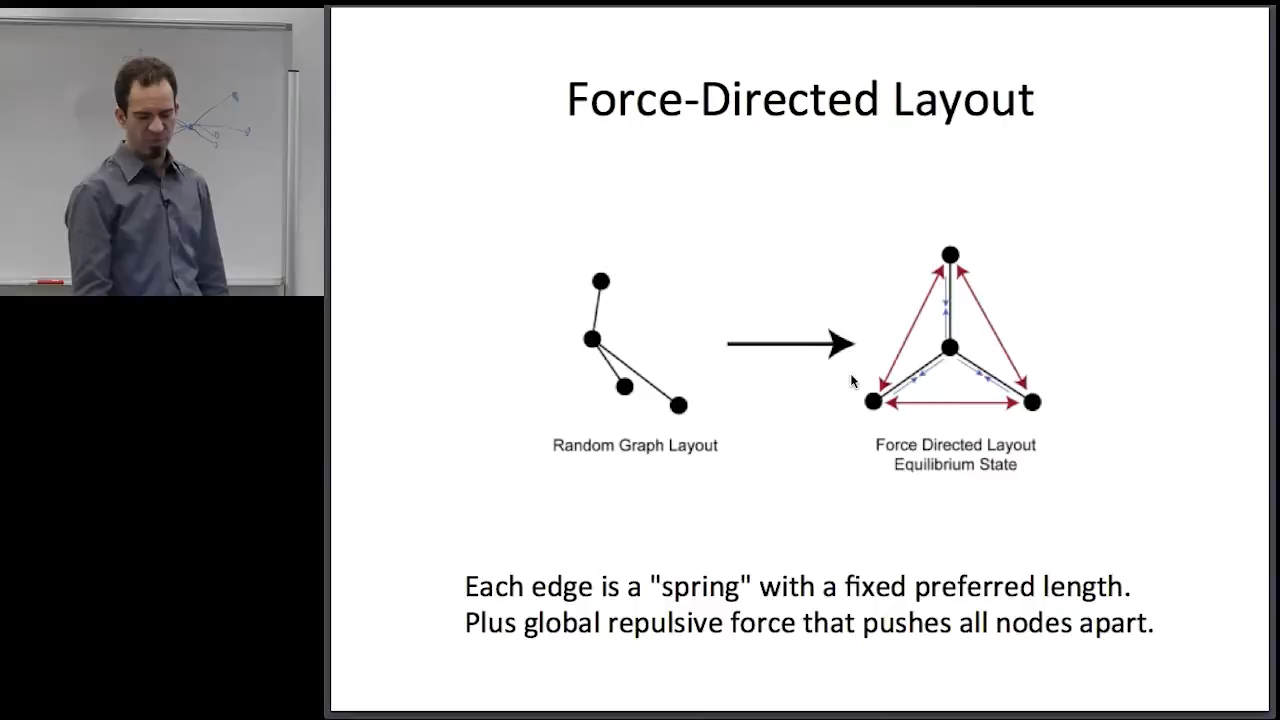 Force-Directed Layout
Random Graph Layout
Force Directed Layout
Equilibrium State
Each edge is a "spring" with a fixed preferred length.
Plus global repulsive force that pushes all nodes apart.